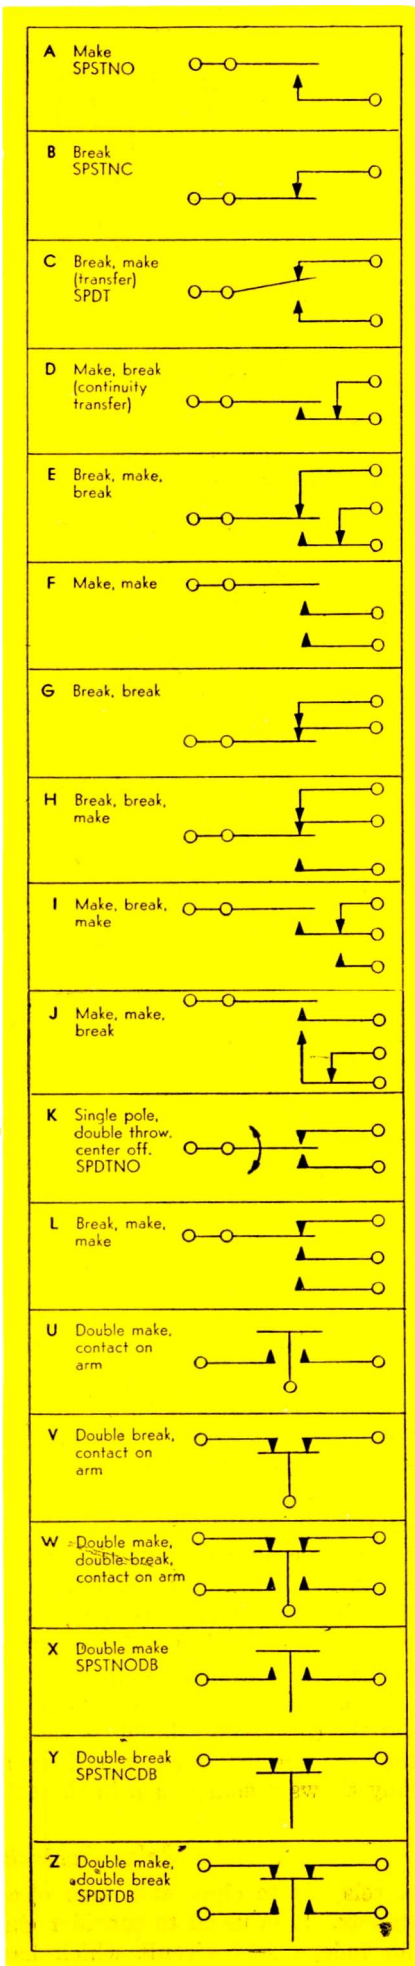 A Make
SPSTNO
B Break
SPSTNC
C Break, make
(transfer)
SPDT
D Make, break
(continuity
transfer)
E Break, make,
break
F Make, make
G Break, break
H Break, break,
make
I Make, break,
make
J Make, make,
break
K Single pole,
double throw.
center off.
SPDTNO
L Break, make,
make
U Double make,
contact on
arm
V Double break,
contact on
arm
W Double make,
double break,
contact on arm
X Double make
SPSTNODB
Y Double break
SPSTNCDB
Z Double make,
double break
SPDTDB